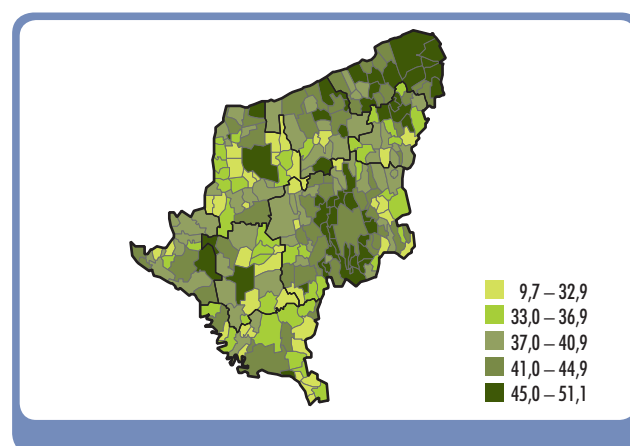 9,7 – 32,9
33,0 – 36,9
37,0 – 40,9
41,0 – 44,9
45,0 – 51,1